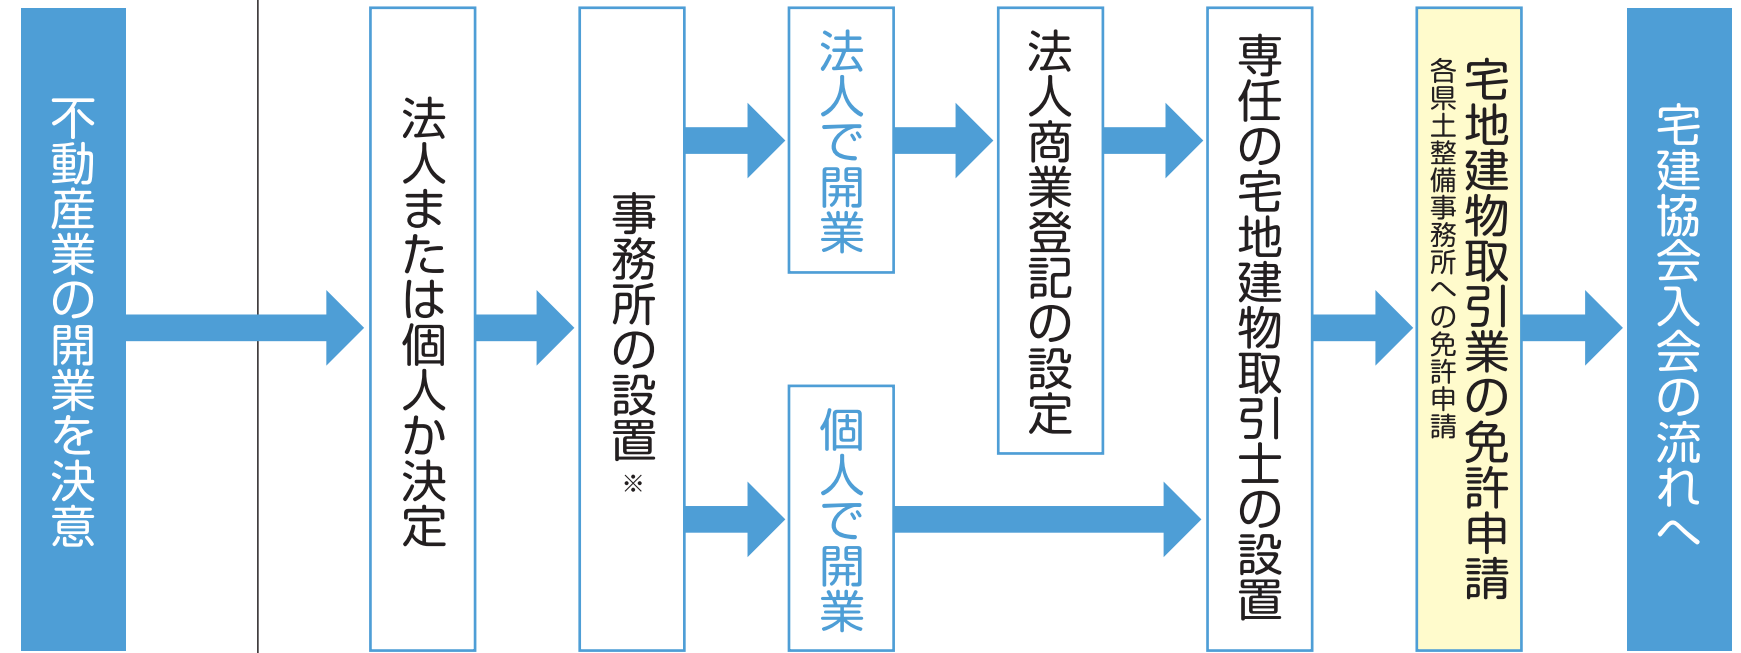 不動産業の開業を決意
法人または個人か決定
事務所の設置※
法人で開業
個人で開業
法人商業登記の設定
専任の宅地建物取引士の設置
宅地建物取引業の免許申請
各県土整備事務所への免許申請
宅建協会入会の流れへ